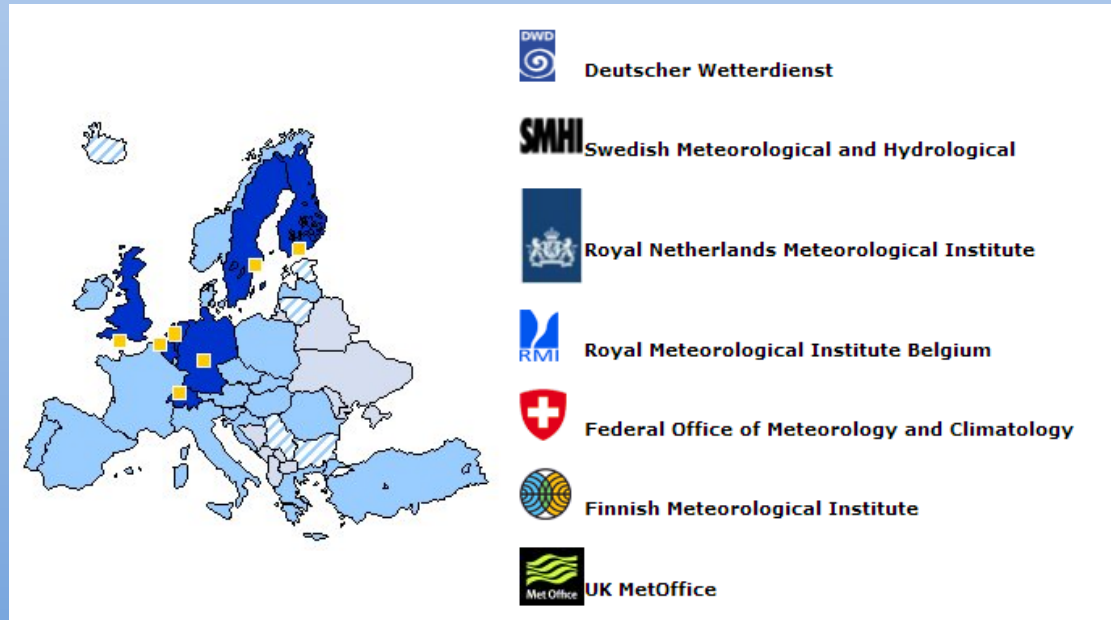 DWD
Deutscher Wetterdienst
SMHI
Swedish Meteorological and Hydrological
Royal Netherlands Meteorological Institute
RMI
Royal Meteorological Institute Belgium
Federal Office of Meteorology and Climatology
Finnish Meteorological Institute
Met Office
UK MetOffice